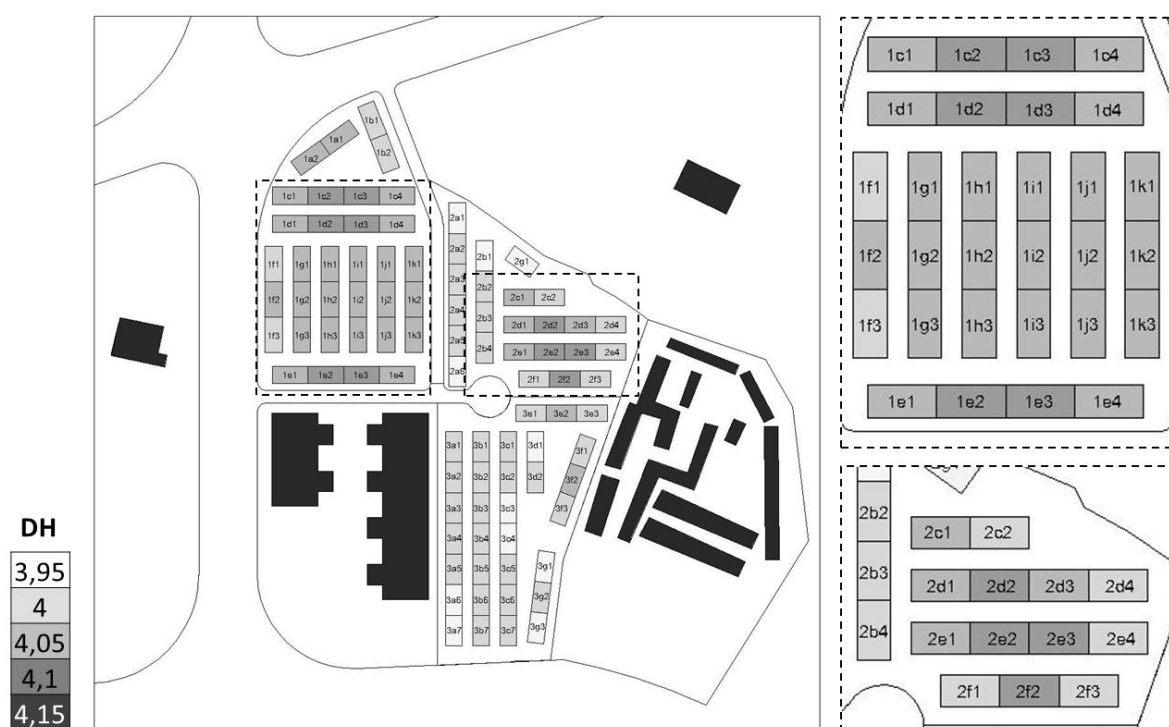 1b1
1a1
1a2
1b2
1c1 1c2 1c3 1c4
1d1 1d2 1d3 1d4
1f1 1g1 1h1 1i1 1j1 1k1
1f2 1g2 1h2 1i2 1j2 1k2
1f3 1g3 1h3 1i3 1j3 1k3
1e1 1e2 1e3 1e4
2a1
2a2
2a3
2a4
2a5
2a6
2b1
2b2
2b3
2b4
2g1
2c1 2c2
2d1 2d2 2d3 2d4
2e1 2e2 2e3 2e4
2f1 2f2 2f3
3e1 3e2 3e3
3a1 3b1 3c1 3d1
3a2 3b2 3c2 3d2
3a3 3b3 3c3
3a4 3b4 3c4
3a5 3b5 3c5
3a6 3b6 3c6
3a7 3b7 3c7
3f1
3f2
3f3
3g1
3g2
3g3
DH
3,95
4
4,05
4,1
4,15
1c1 1c2 1c3 1c4
1d1 1d2 1d3 1d4
1f1 1g1 1h1 1i1 1j1 1k1
1f2 1g2 1h2 1i2 1j2 1k2
1f3 1g3 1h3 1i3 1j3 1k3
1e1 1e2 1e3 1e4
2b2
2b3
2b4
2c1 2c2
2d1 2d2 2d3 2d4
2e1 2e2 2e3 2e4
2f1 2f2 2f3